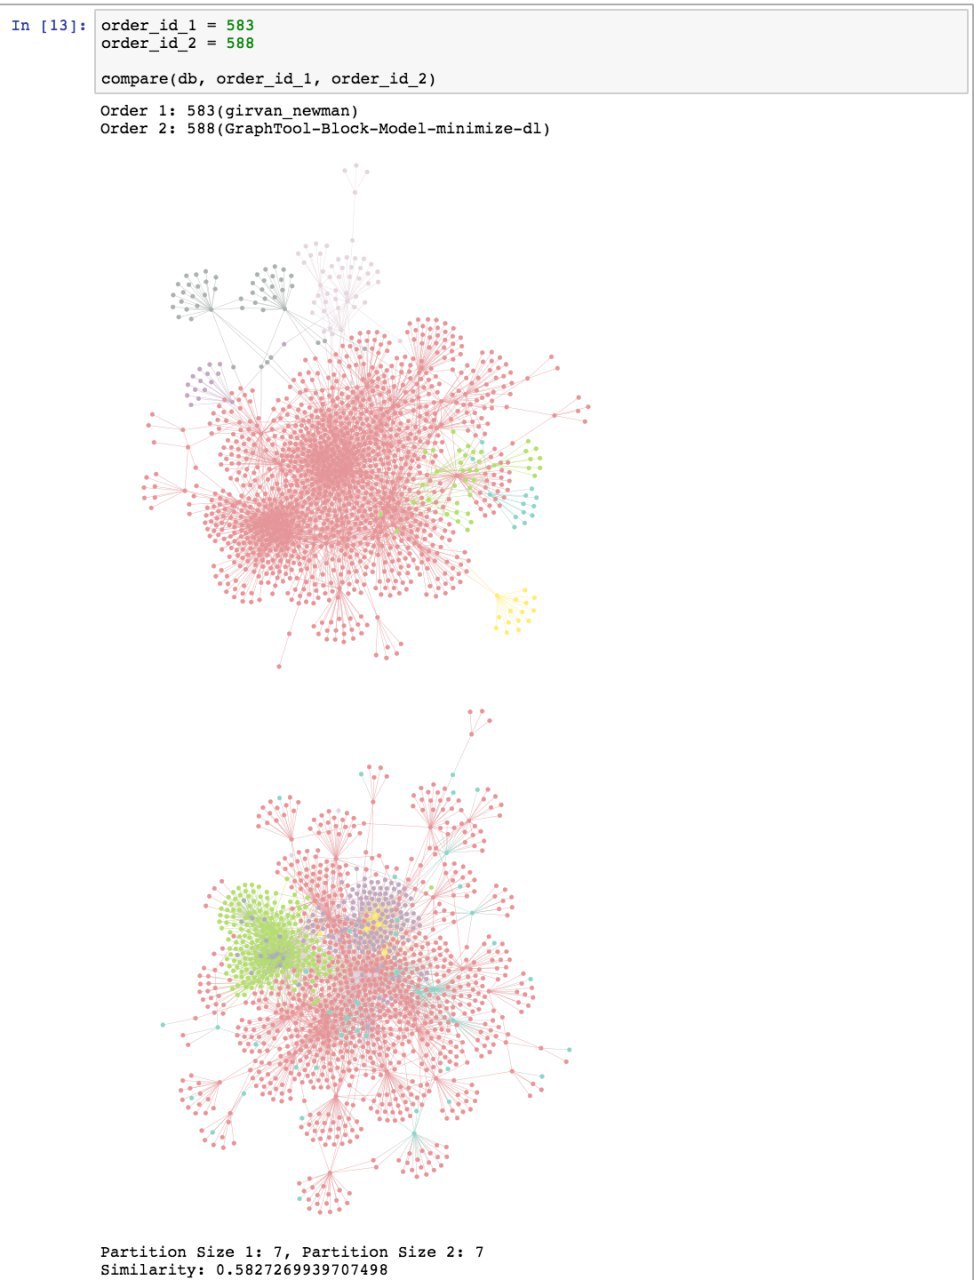 In [13]:
order_id_1 = 583
order_id_2 = 588
compare(db, order_id_1, order_id_2)
Order 1: 583(girvan_newman)
Order 2: 588(GraphTool-Block-Model-minimize-dl)
Partition Size 1: 7, Partition Size 2: 7
Similarity: 0.5827269939707498